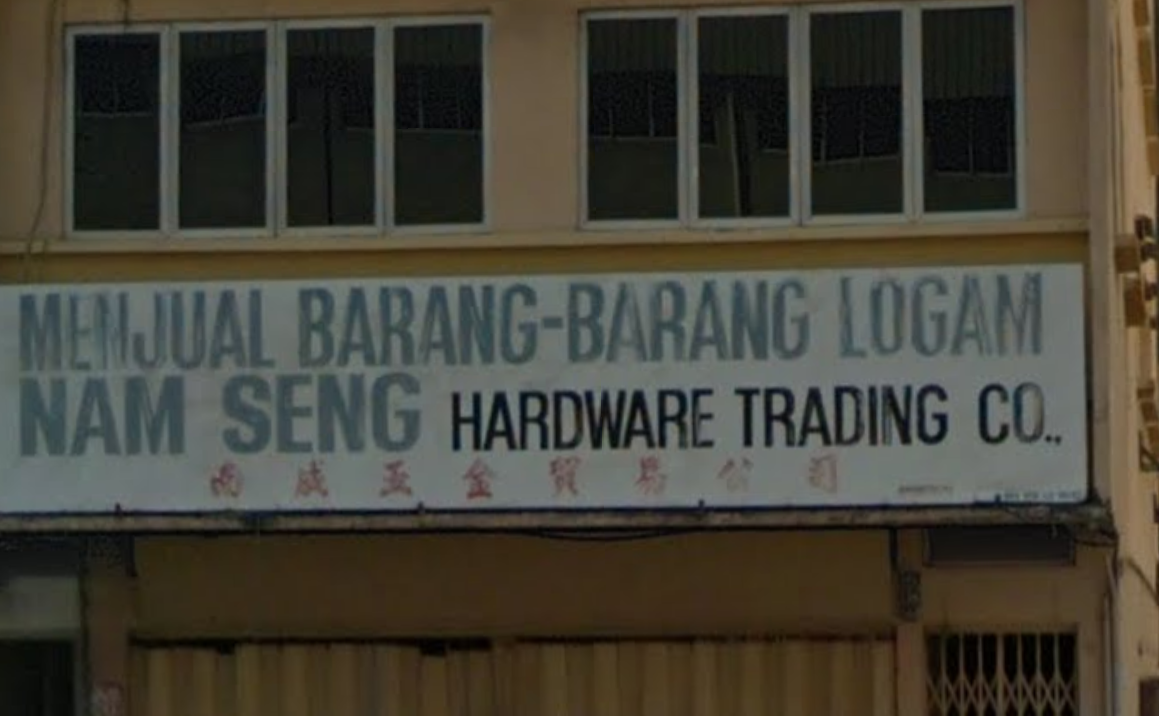 MENJUAL BARANG-BARANG LOGAM
NAM SENG HARDWARE TRADING CO.,
南成五金貿易公司